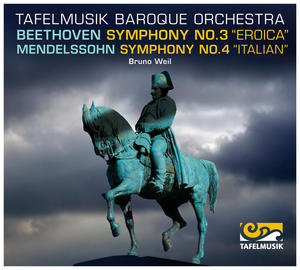 TAFELMUSIK BAROQUE ORCHESTRA
BEETHOVEN SYMPHONY NO.3 "EROICA"
MENDELSSOHN SYMPHONY NO.4 "ITALIAN"
Bruno Weil
TAFELMUSIK